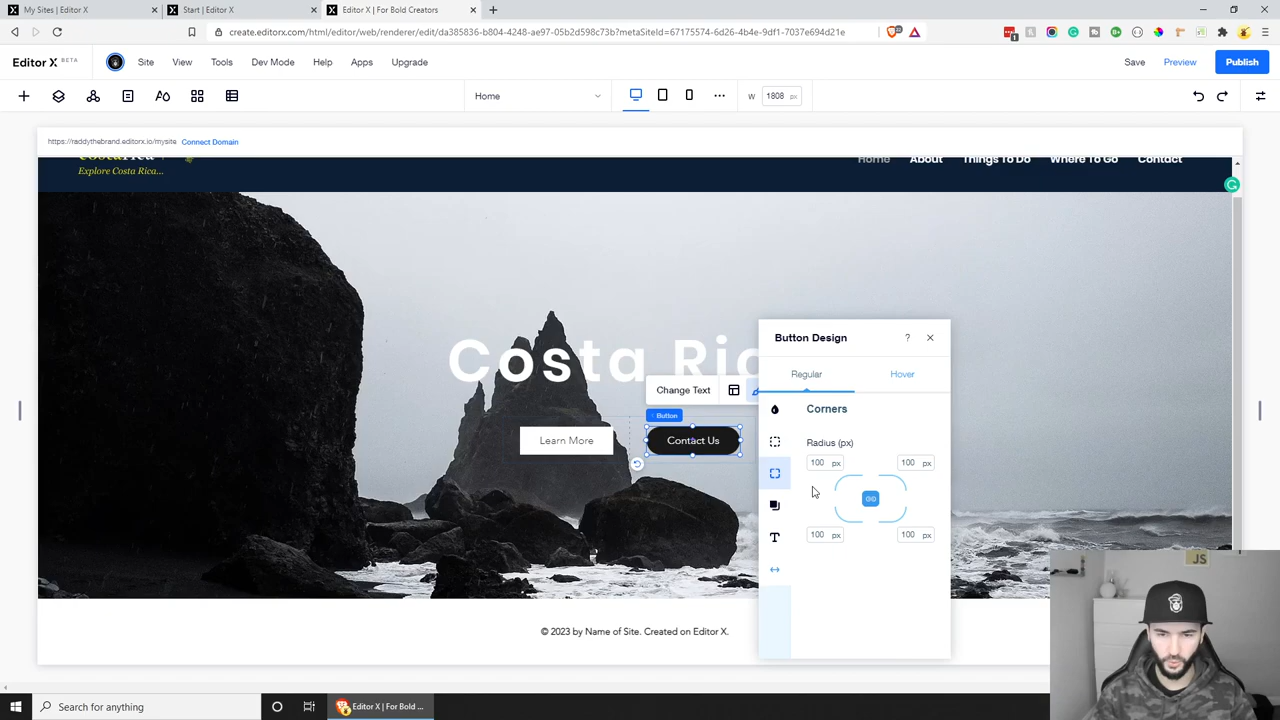 My Sites | Editor X
Start | Editor X
Editor X | For Bold Creators
create.editorx.com/html/editor/web/renderer/edit/da3d5836-b804-4248-ae97-05b2d598c73b?metaSiteId=67175574-6d26-4b4e-9df1-7037e694d21e
Editor X BETA
Site
View
Tools
Dev Mode
Help
Apps
Upgrade
Save
Preview
Publish
Home
W
1808 px
https://raddythebrand.editorx.io/mysite Connect Domain
Costarica
Explore Costa Rica...
Home
About
Things To Do
Where To Go
Contact
Button Design
?
Regular
Hover
Costa Ric
Change Text
Button
Learn More
Contact Us
Corners
Radius (px)
100 px
100 px
100 px
100 px
JS
© 2023 by Name of Site. Created on Editor X.
Search for anything
Editor X | For Bold ...